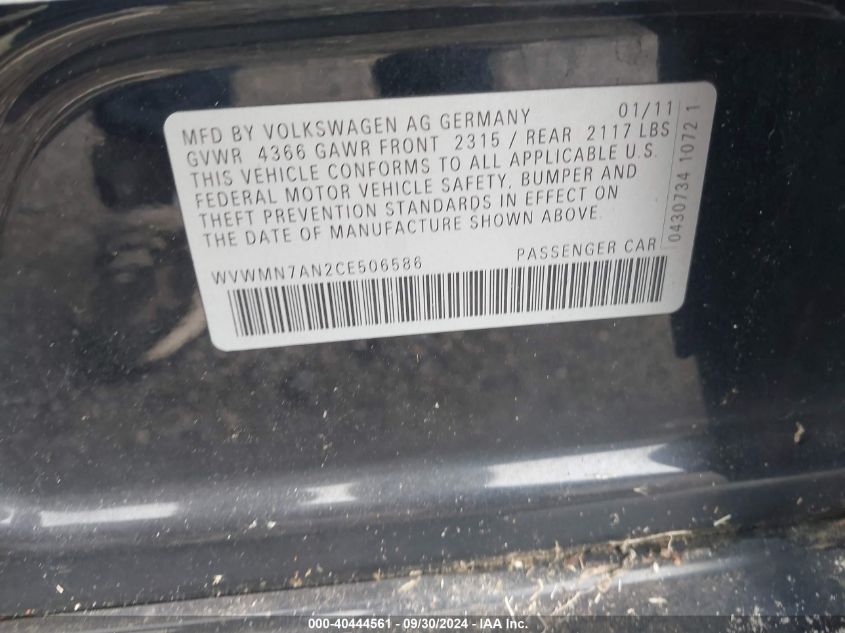 MFD BY VOLKSWAGEN AG GERMANY 01/11
GVWR 4366 GAWR FRONT 2315 / REAR 2117 LBS
THIS VEHICLE CONFORMS TO ALL APPLICABLE U.S.
FEDERAL MOTOR VEHICLE SAFETY, BUMPER AND
THEFT PREVENTION STANDARDS IN EFFECT ON
THE DATE OF MANUFACTURE SHOWN ABOVE.
WVWMN7AN2CE506586 PASSENGER CAR
0430734 1072 1
000-40444561 - 09/30/2024 - IAA Inc.